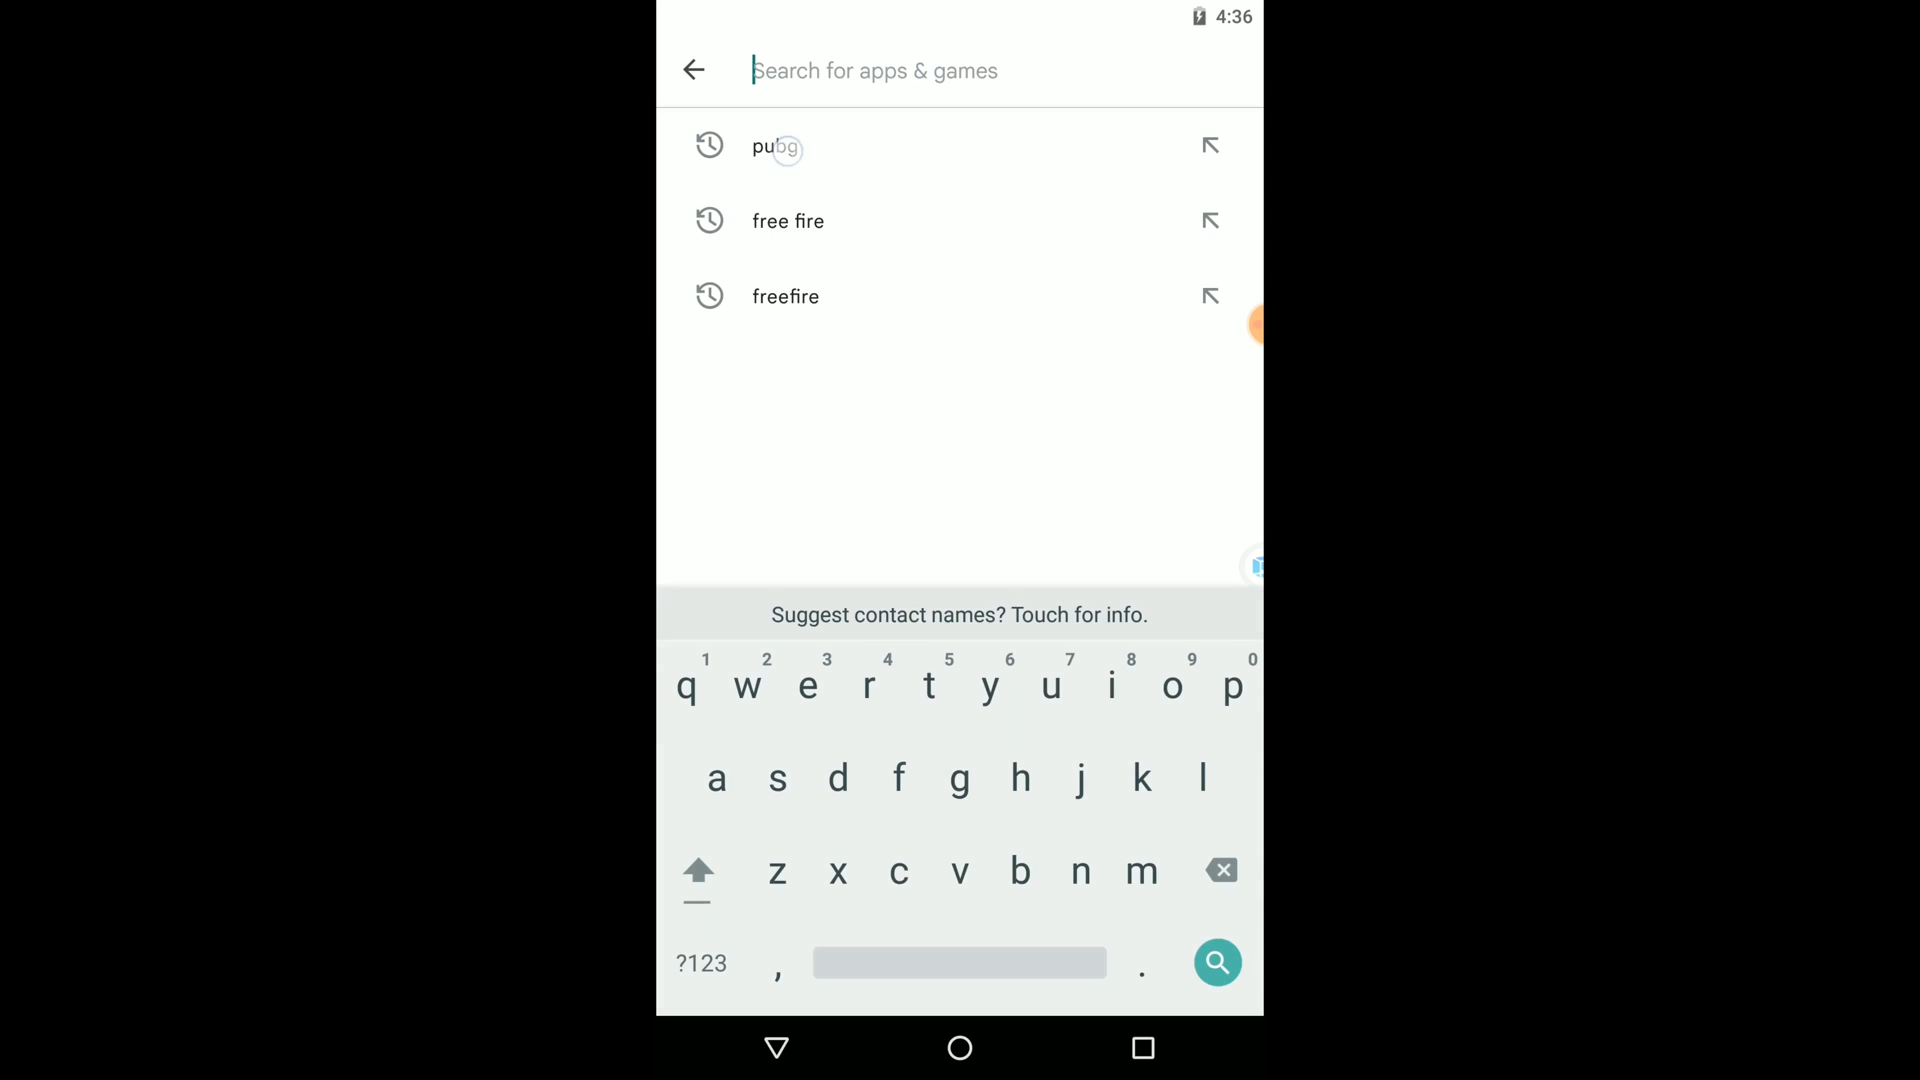 4:36
Search for apps & games
pubg
free fire
freefire
Suggest contact names? Touch for info.
1 2 3 4 5 6 7 8 9 0
q w e r t y u i o p
a s d f g h j k l
z x c v b n m
?123 , .